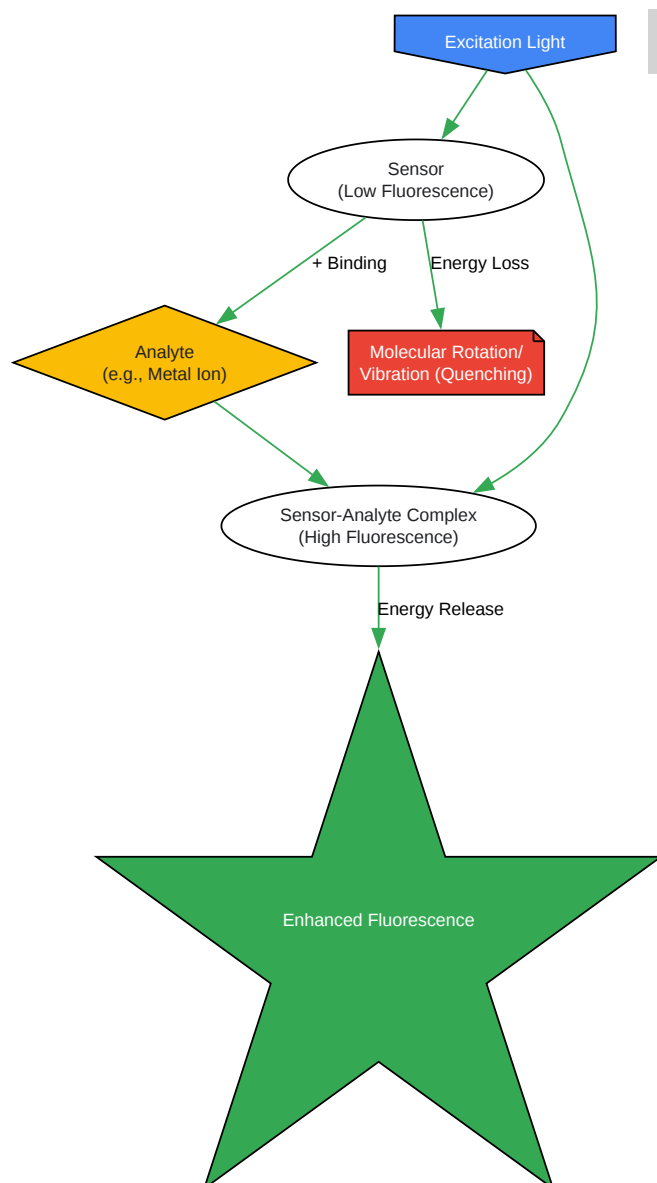 Excitation Light
Sensor
(Low Fluorescence)
+ Binding
Energy Loss
Analyte
(e.g., Metal Ion)
Molecular Rotation/
Vibration (Quenching)
Sensor-Analyte Complex
(High Fluorescence)
Energy Release
Enhanced Fluorescence